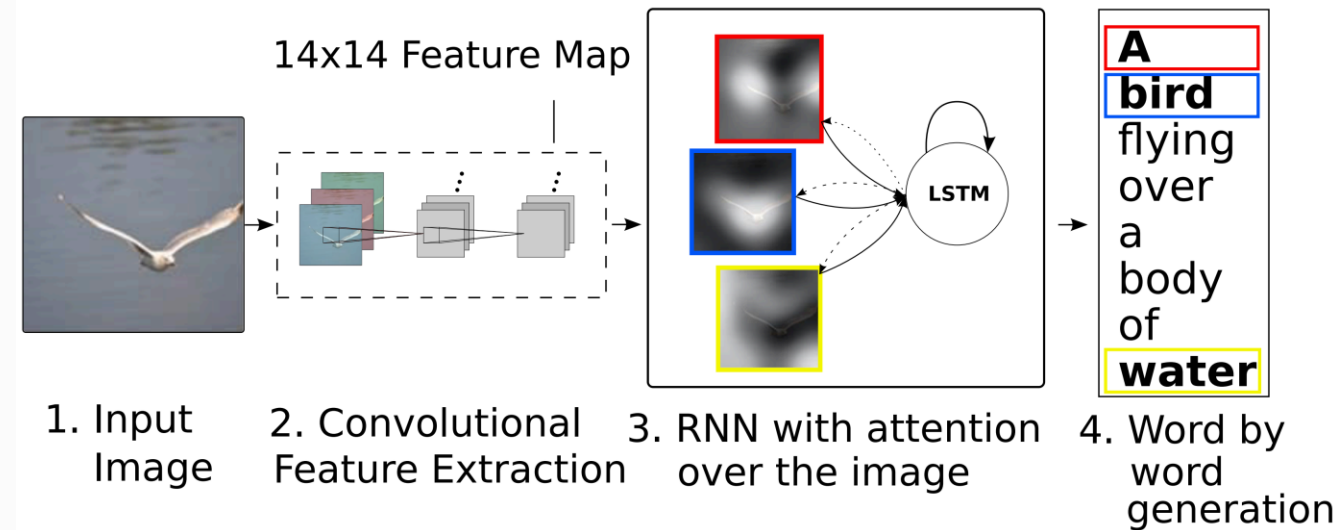 14x14 Feature Map
LSTM
A
bird
flying
over
a
body
of
water
1. Input
Image
2. Convolutional
Feature Extraction
3. RNN with attention
over the image
4. Word by
word
generation